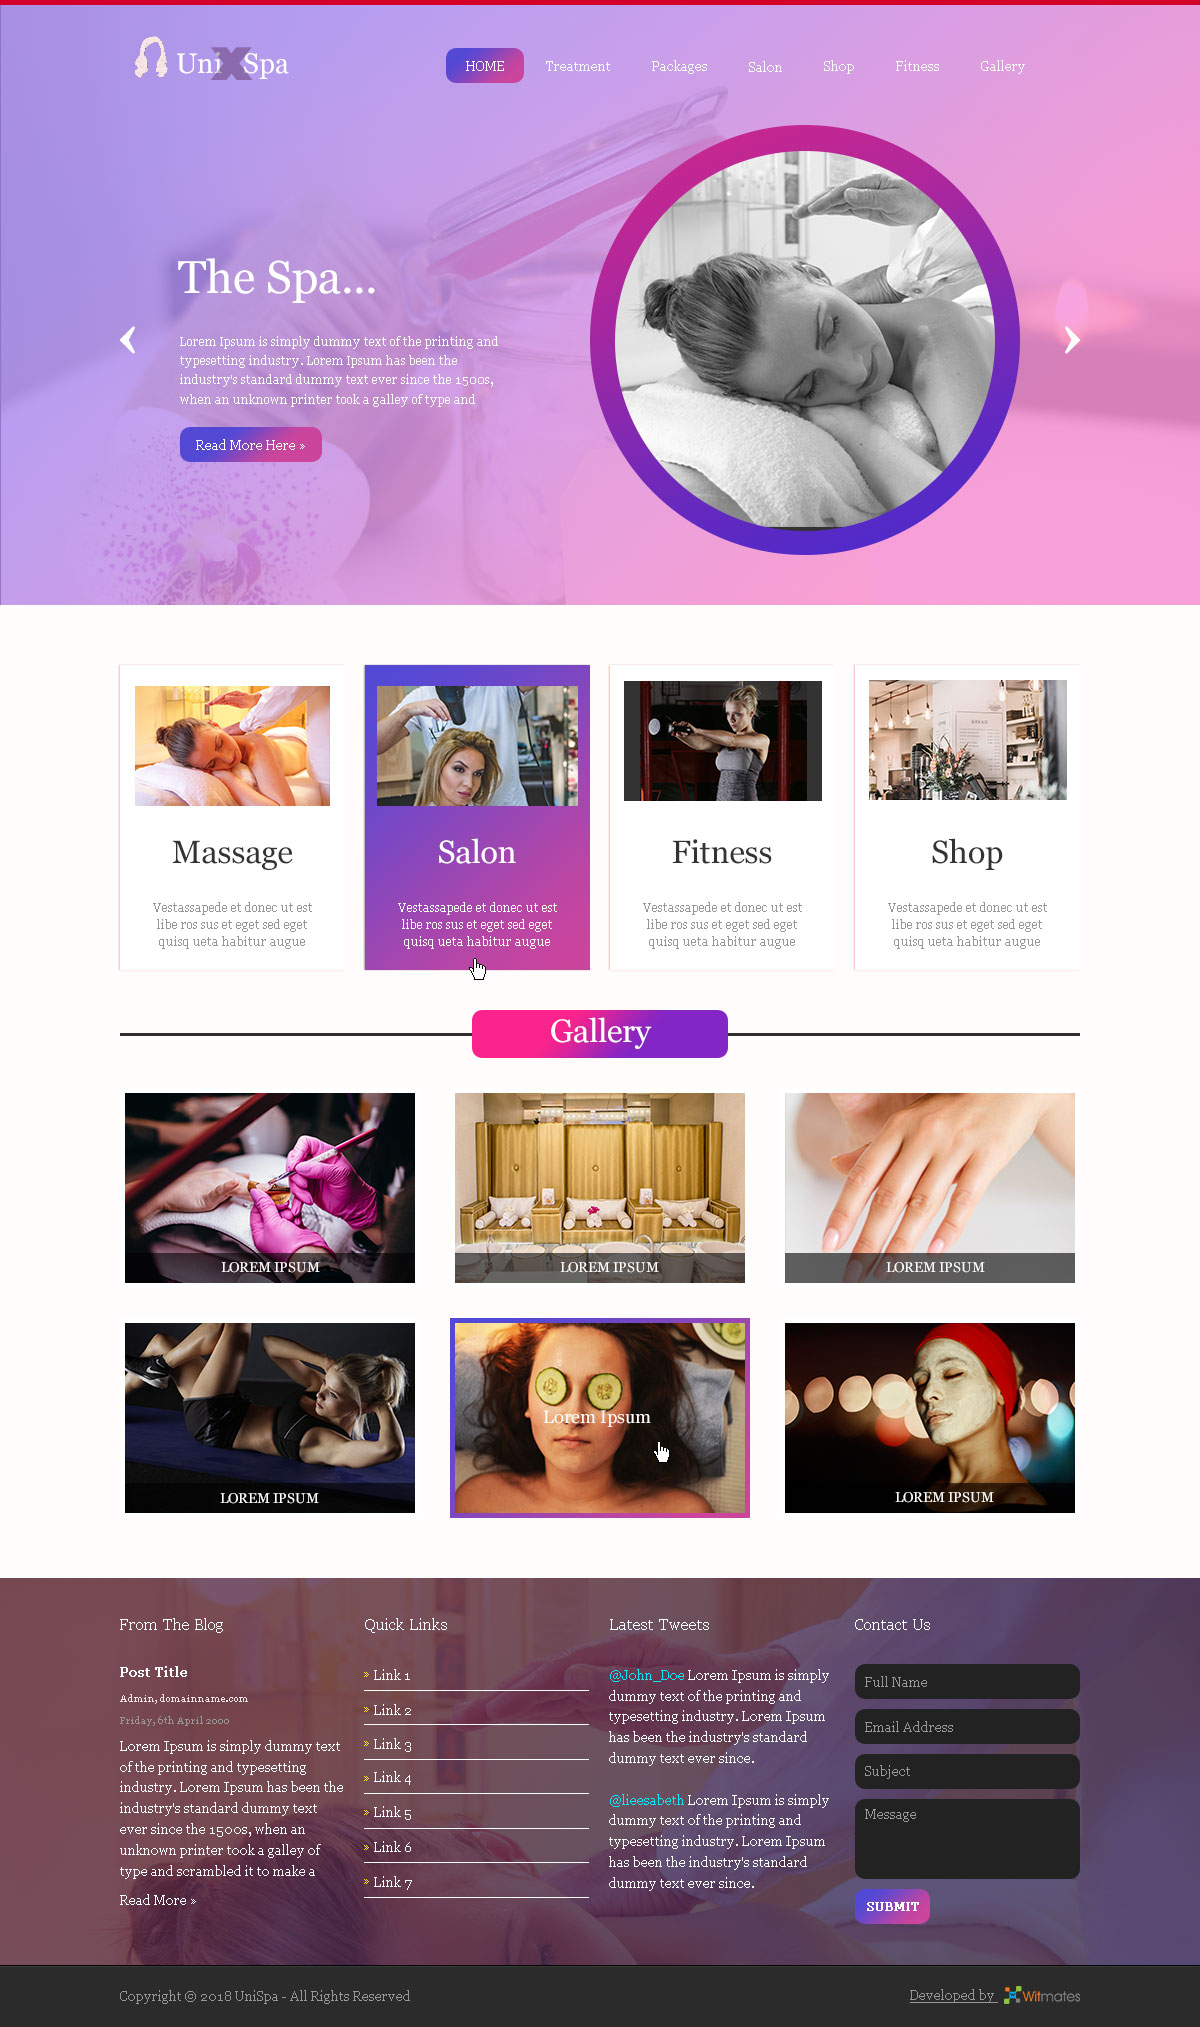 UniXSpa
HOME Treatment Packages Salon Shop Fitness Gallery
The Spa...
Lorem Ipsum is simply dummy text of the printing and
typesetting industry. Lorem Ipsum has been the
industry's standard dummy text ever since the 1500s,
when an unknown printer took a galley of type and
Read More Here »
Massage
Vestassapede et donec ut est
libe ros sus et eget sed eget
quisq ueta habitur augue
Salon
Vestassapede et donec ut est
libe ros sus et eget sed eget
quisq ueta habitur augue
Fitness
Vestassapede et donec ut est
libe ros sus et eget sed eget
quisq ueta habitur augue
Shop
Vestassapede et donec ut est
libe ros sus et eget sed eget
quisq ueta habitur augue
Gallery
LOREM IPSUM
LOREM IPSUM
LOREM IPSUM
LOREM IPSUM
Lorem Ipsum
LOREM IPSUM
From The Blog
Post Title
Admin, domainname.com
Friday, 6th April 2000
Lorem Ipsum is simply dummy text
of the printing and typesetting
industry. Lorem Ipsum has been the
industry's standard dummy text
ever since the 1500s, when an
unknown printer took a galley of
type and scrambled it to make a
Read More »
Quick Links
» Link 1
» Link 2
» Link 3
» Link 4
» Link 5
» Link 6
» Link 7
Latest Tweets
@John_Doe Lorem Ipsum is simply
dummy text of the printing and
typesetting industry. Lorem Ipsum
has been the industry's standard
dummy text ever since.
@lieesabeth Lorem Ipsum is simply
dummy text of the printing and
typesetting industry. Lorem Ipsum
has been the industry's standard
dummy text ever since.
Contact Us
Full Name
Email Address
Subject
Message
SUBMIT
Copyright © 2018 UniSpa - All Rights Reserved
Developed by Witmates